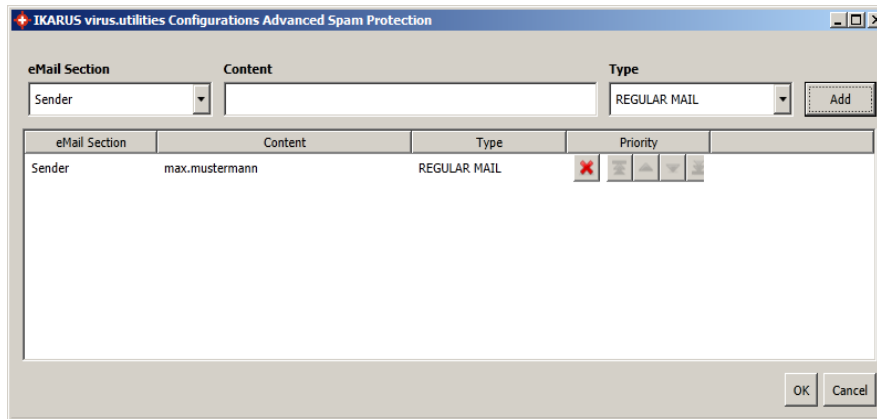 IKARUS virus.utilities Configurations Advanced Spam Protection
eMail Section Content Type
Sender REGULAR MAIL Add
eMail Section Content Type Priority
Sender max.mustermann REGULAR MAIL
OK Cancel